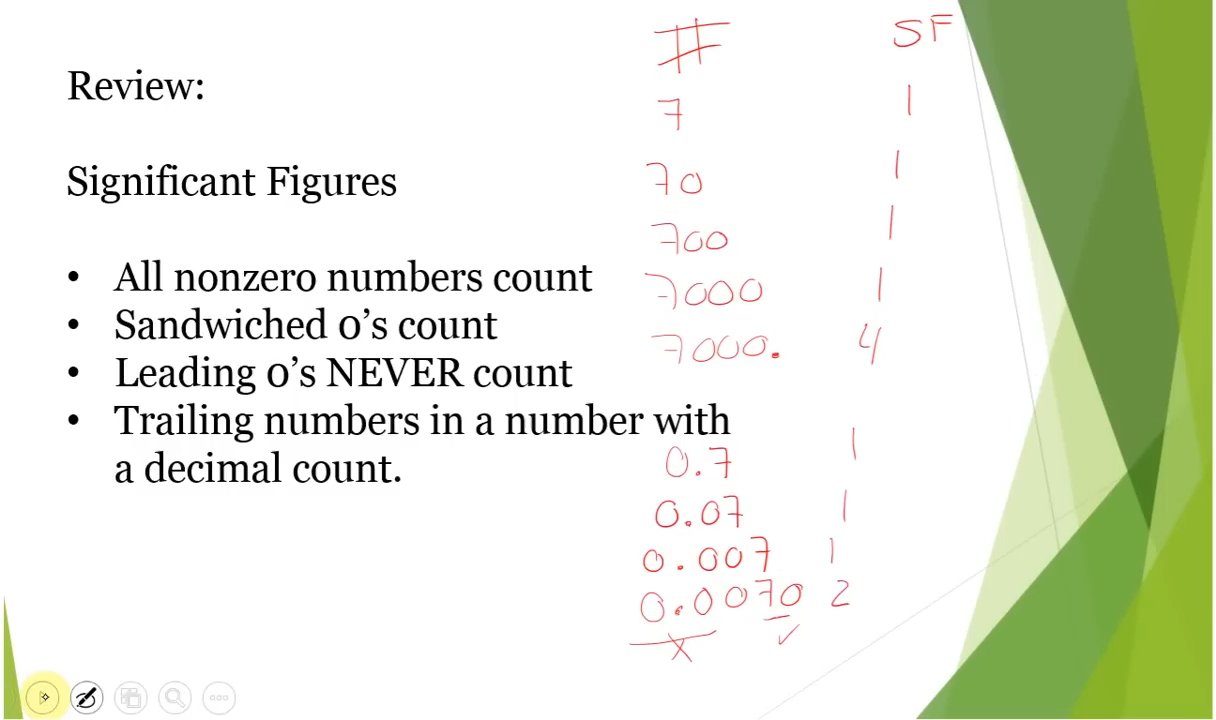 Review:
Significant Figures
• All nonzero numbers count
• Sandwiched 0's count
• Leading 0's NEVER count
• Trailing numbers in a number with
a decimal count.
# SF
7 1
70 1
700 1
7000 1
7000. 4
0.7 1
0.07 1
0.007 1
0.0070 2
x ✓